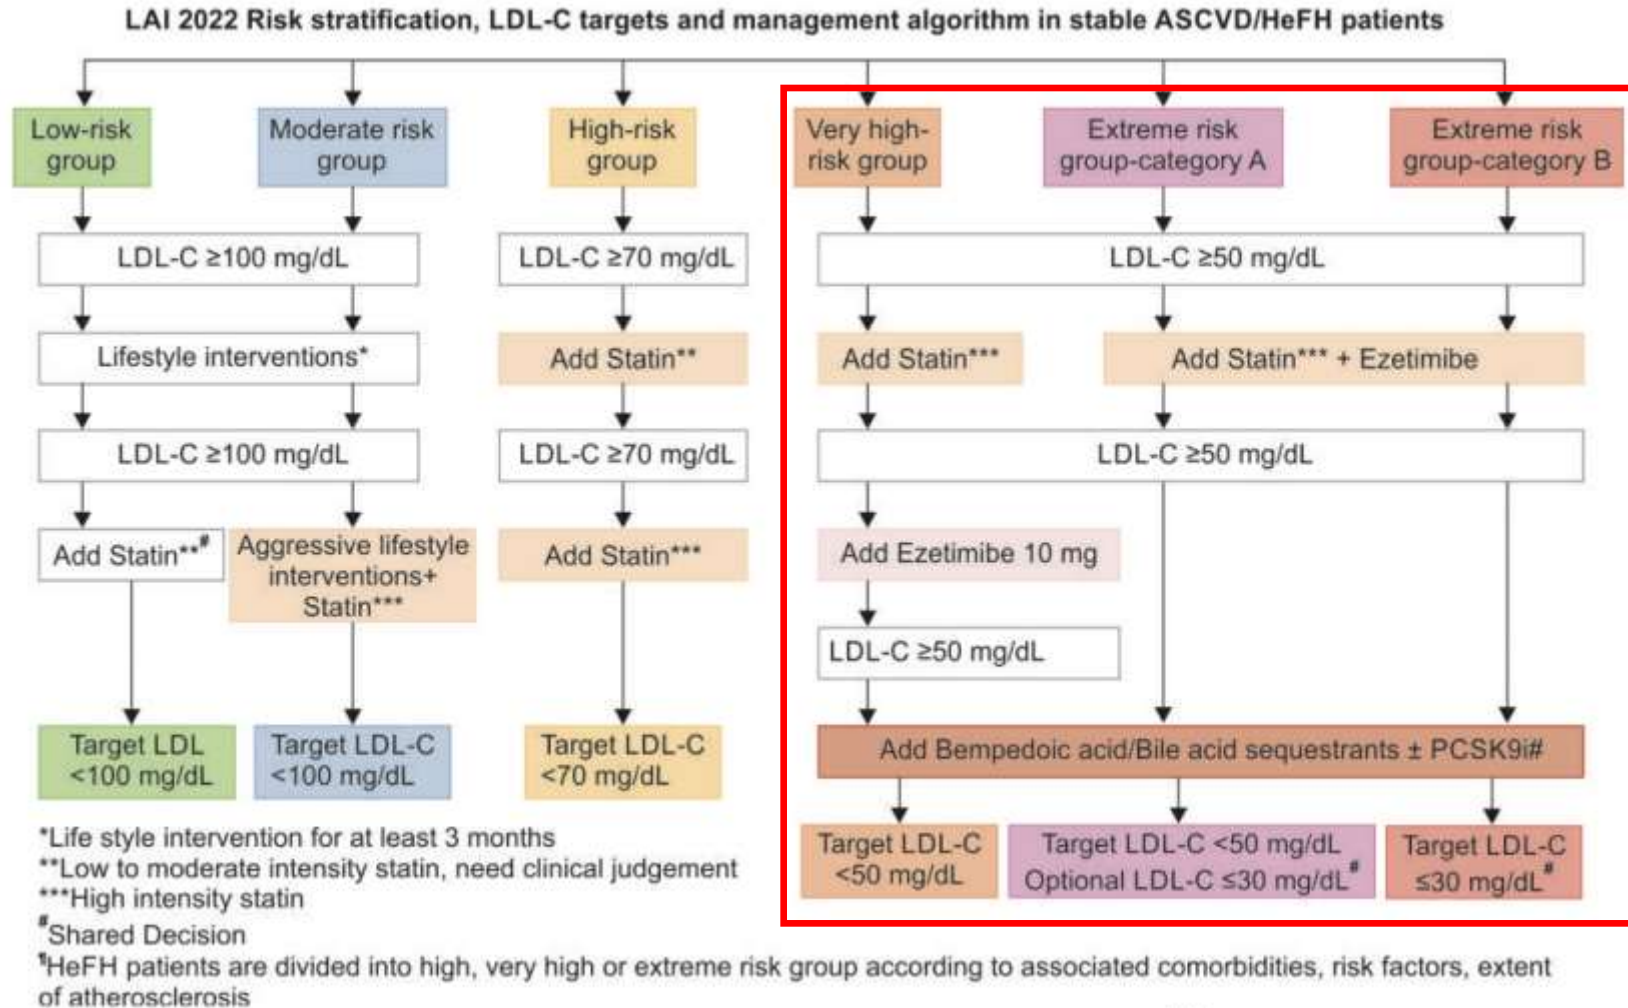 LAI 2022 Risk stratification, LDL-C targets and management algorithm in stable ASCVD/HeFH patients
Low-risk
group
Moderate risk
group
High-risk
group
Very high-
risk group
Extreme risk
group-category A
Extreme risk
group-category B
LDL-C ≥100 mg/dL
LDL-C ≥70 mg/dL
LDL-C ≥50 mg/dL
Lifestyle interventions*
Add Statin**
Add Statin***
Add Statin*** + Ezetimibe
LDL-C ≥100 mg/dL
LDL-C ≥70 mg/dL
LDL-C ≥50 mg/dL
Add Statin**#
Aggressive lifestyle
interventions+
Statin***
Add Statin***
Add Ezetimibe 10 mg
LDL-C ≥50 mg/dL
Add Bempedoic acid/Bile acid sequestrants ± PCSK9i#
Target LDL
<100 mg/dL
Target LDL-C
<100 mg/dL
Target LDL-C
<70 mg/dL
Target LDL-C
<50 mg/dL
Target LDL-C <50 mg/dL
Optional LDL-C ≤30 mg/dL#
Target LDL-C
≤30 mg/dL#
*Life style intervention for at least 3 months
**Low to moderate intensity statin, need clinical judgement
***High intensity statin
#Shared Decision
¶HeFH patients are divided into high, very high or extreme risk group according to associated comorbidities, risk factors, extent
of atherosclerosis